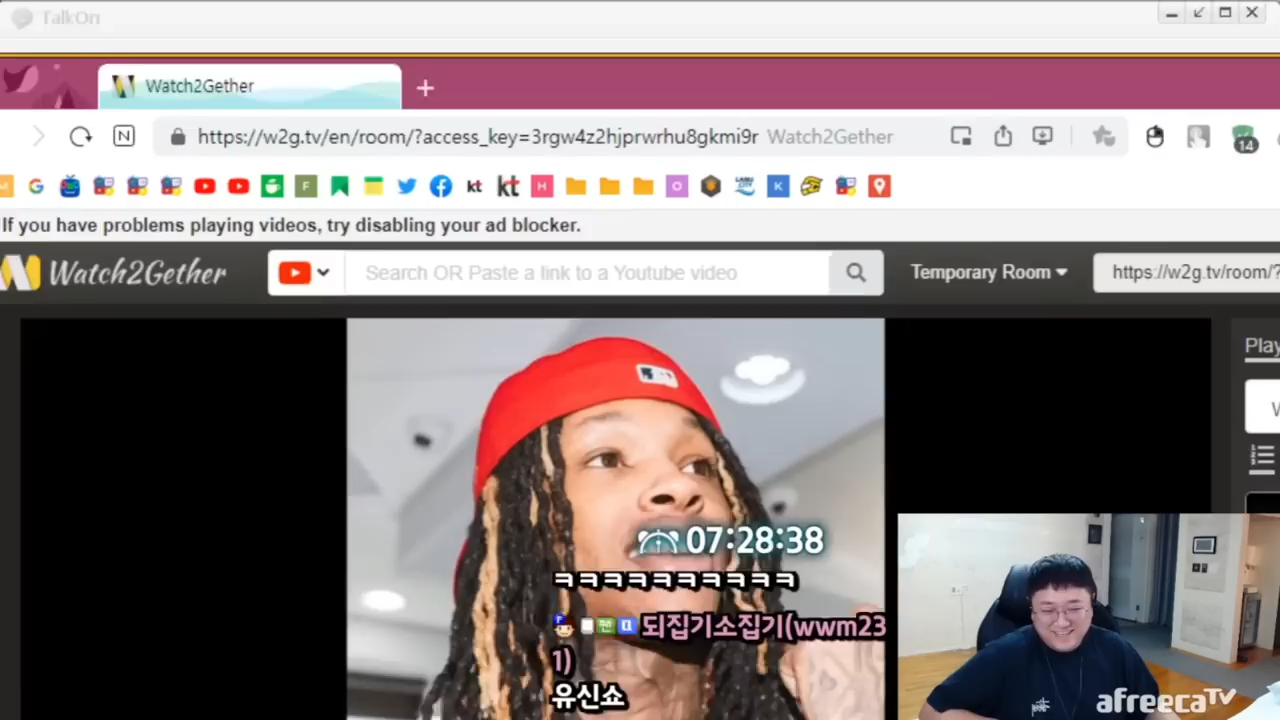 TalkOn
Watch2Gether
https://w2g.tv/en/room/?access_key=3rgw4z2hjprwrhu8gkmi9r Watch2Gether
14
G F kt kt H O K
If you have problems playing videos, try disabling your ad blocker.
Watch2Gether
Search OR Paste a link to a Youtube video
Temporary Room
https://w2g.tv/room/?
Play
07:28:38
ㅋㅋㅋㅋㅋㅋㅋㅋㅋㅋ
되집기소집기(wwm23
1)
유신쇼
afreecaTV